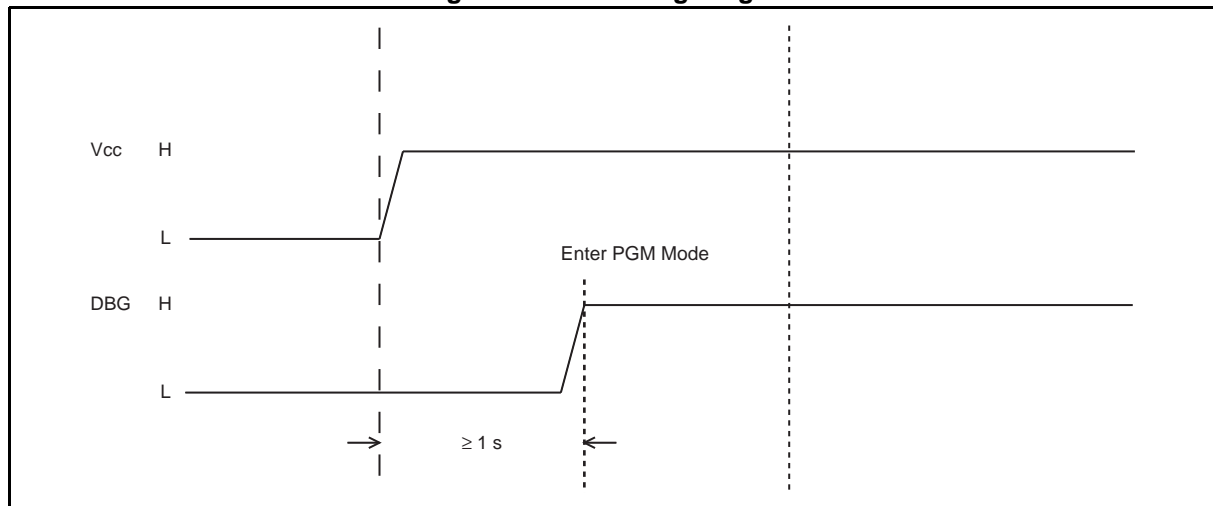 Vcc H
L
Enter PGM Mode
DBG H
L
≥ 1 s